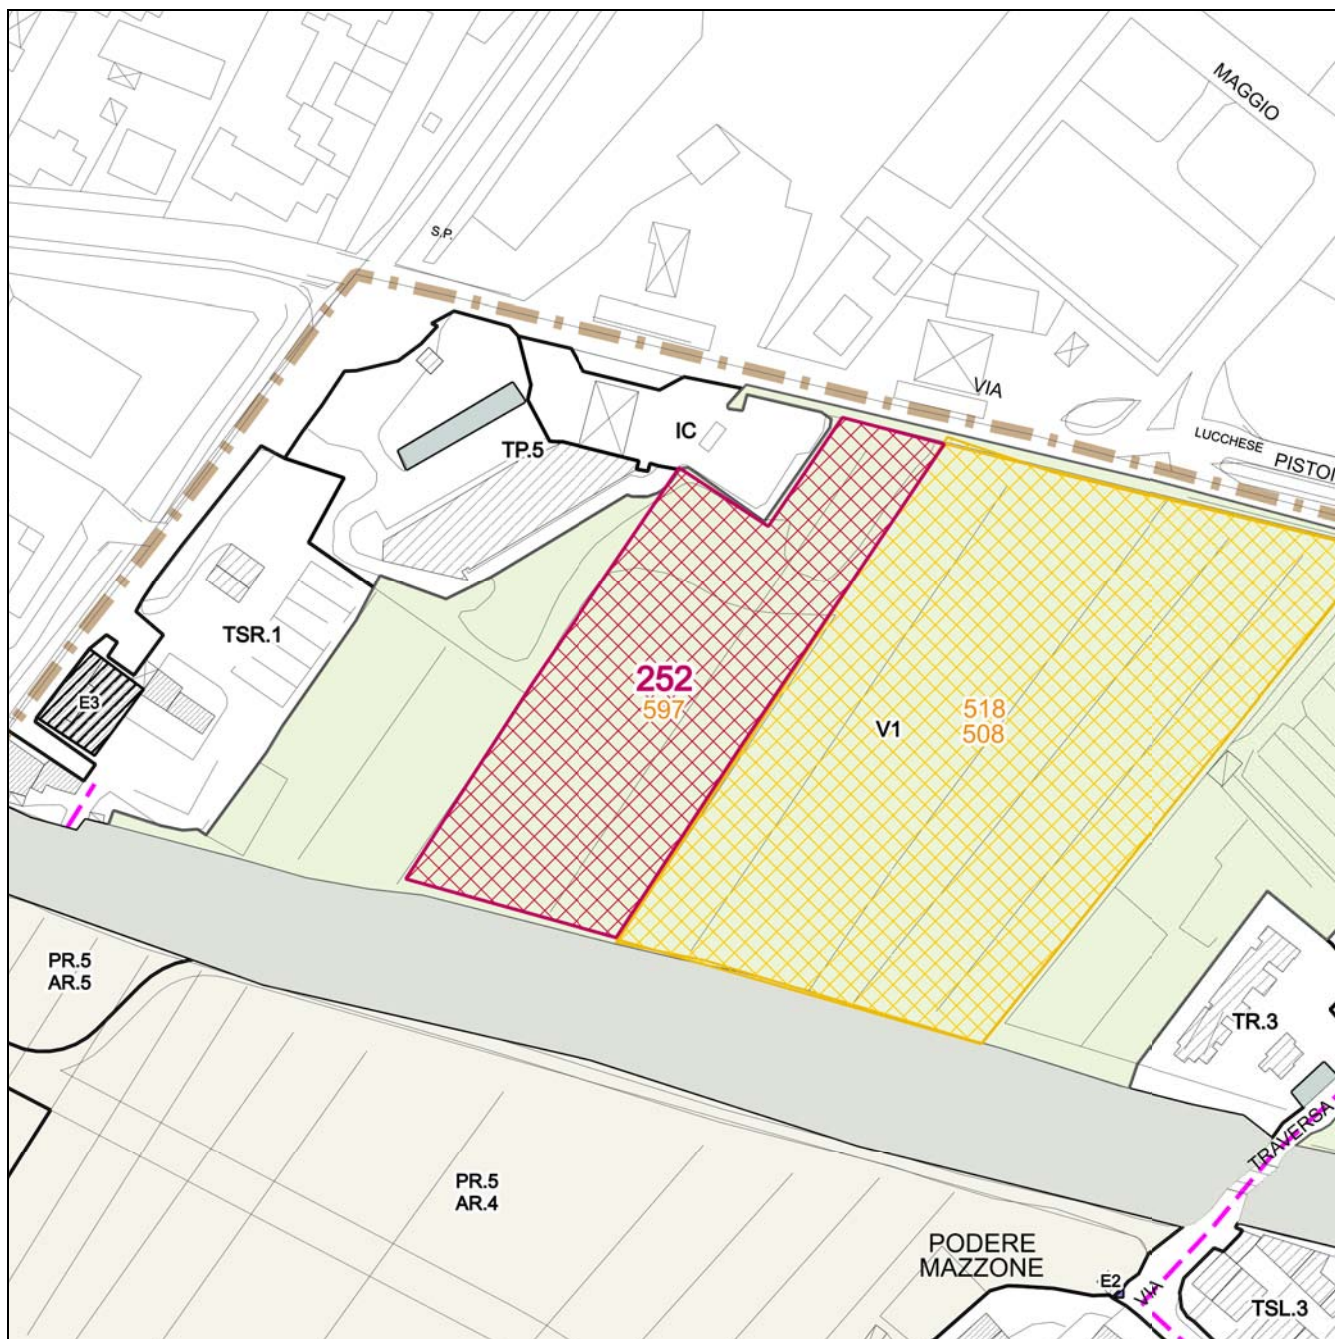 MAGGIO
S.P.
VIA
LUCCHESE
PISTOI
IC
TP.5
TSR.1
E3
252
597
V1
518
508
PR.5
AR.5
TR.3
TRAVERSA
PR.5
AR.4
PODERE
MAZZONE
E2
VIA
TSL.3